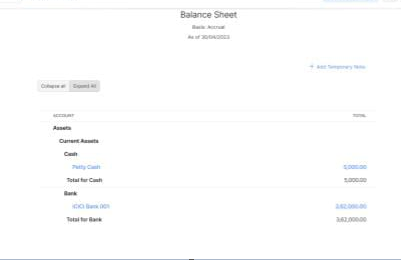 Balance Sheet
Basis: Accrual
As of 30/04/2023
+ Add Temporary Note
Collapse all Expand All
ACCOUNT TOTAL
Assets
Current Assets
Cash
Petty Cash 5,000.00
Total for Cash 5,000.00
Bank
ICICI Bank 001 3,62,000.00
Total for Bank 3,62,000.00